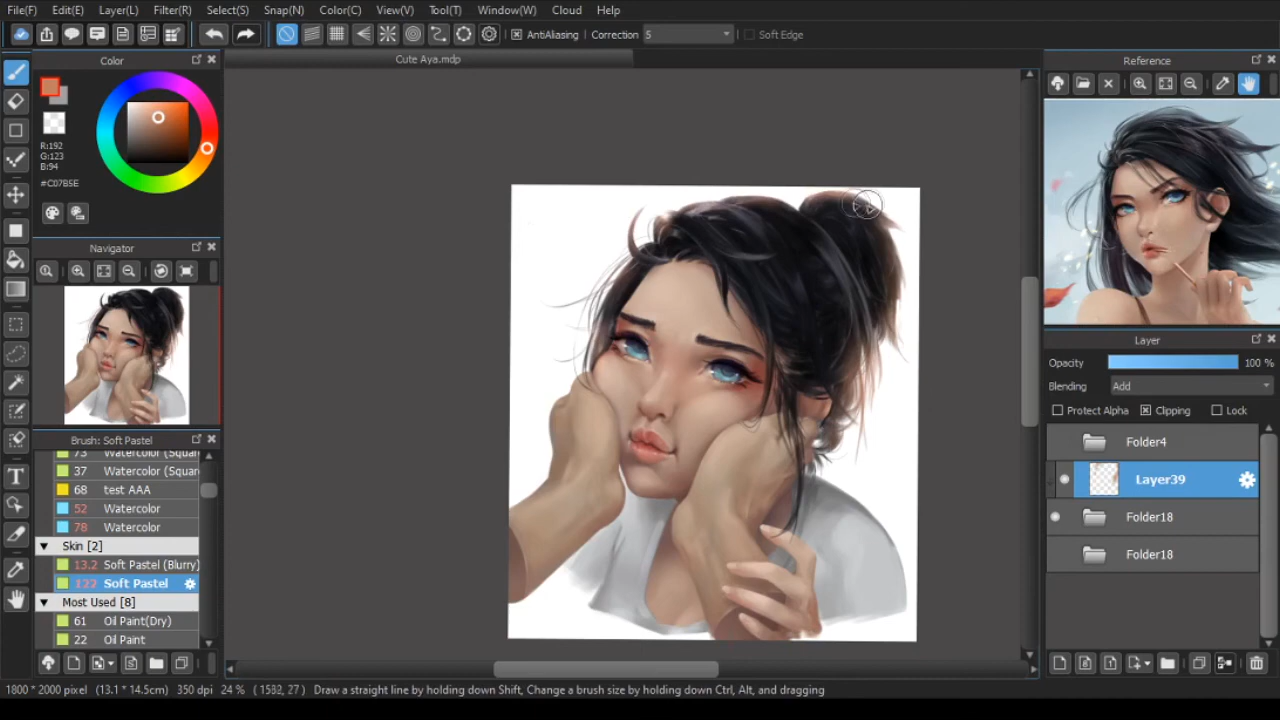 File(F) Edit(E) Layer(L) Filter(R) Select(S) Snap(N) Color(C) View(V) Tool(T) Window(W) Cloud Help
AntiAliasing Correction 5 Soft Edge
Color
Cute Aya.mdp
Reference
R:192
G:123
B:94
#C07B5E
Navigator
Layer
Opacity 100 %
Blending Add
Protect Alpha Clipping Lock
Brush: Soft Pastel
73 Watercolor (Squar
37 Watercolor (Squar
68 test AAA
52 Watercolor
78 Watercolor
Skin [2]
13.2 Soft Pastel (Blurry)
122 Soft Pastel
Most Used [8]
61 Oil Paint(Dry)
22 Oil Paint
Folder4
Layer39
Folder18
Folder18
1800 * 2000 pixel (13.1 * 14.5cm) 350 dpi 24 % ( 1582, 27 ) Draw a straight line by holding down Shift, Change a brush size by holding down Ctrl, Alt, and dragging